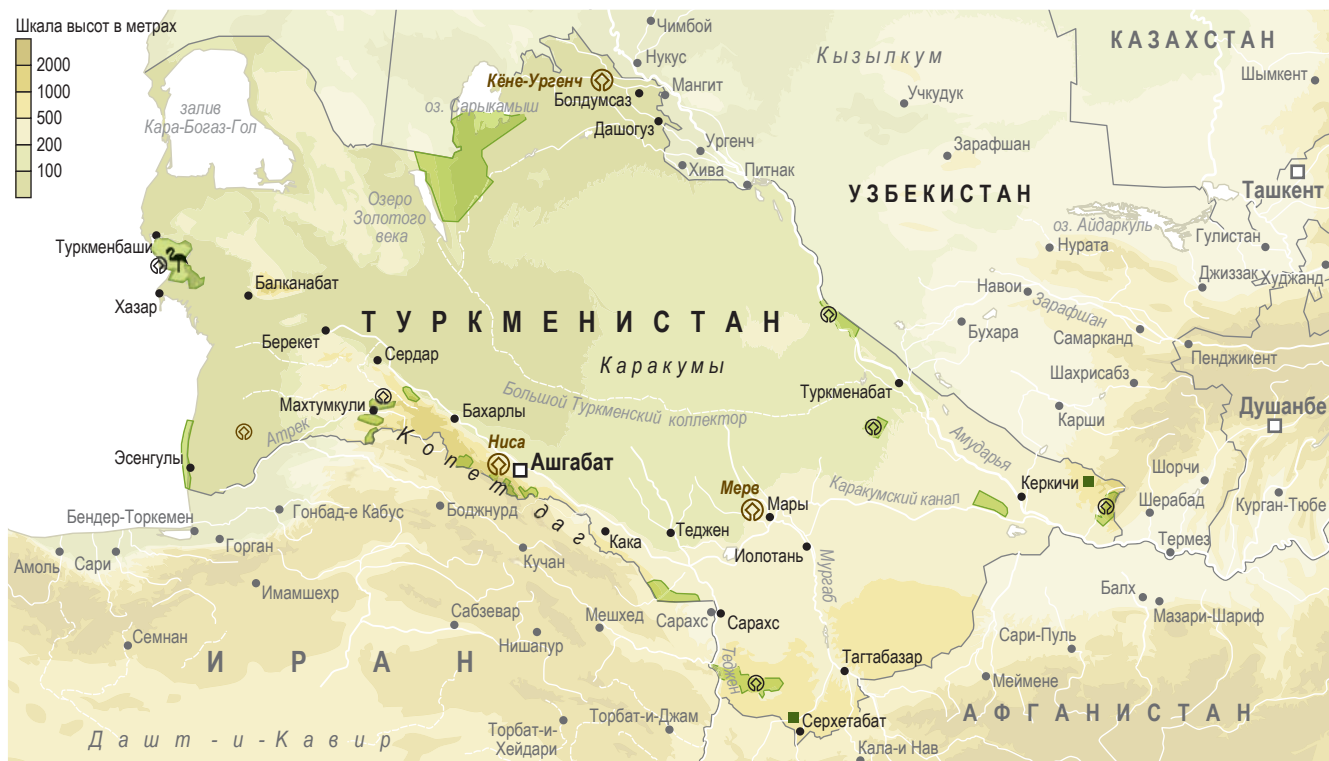 Шкала высот в метрах
2000
1000
500
200
100
залив
Кара-Богаз-Гол
Чимбой
Нукус
Кёне-Ургенч
Болдумсаз
Мангит
оз. Сарыкамыш
Дашогуз
Ургенч
Хива
Питнак
Кызылкум
КАЗАХСТАН
Шымкент
Учкудук
Зарафшан
УЗБЕКИСТАН
Ташкент
оз. Айдаркуль
Нурата
Гулистан
Джиззак
Худжанд
Озеро
Золотого
века
Туркменбаши
Хазар
Балканабат
Берекет
ТУРКМЕНИСТАН
Сердар
Каракумы
Навои
Зарафшан
Бухара
Самарканд
Пенджикент
Шахрисабз
Карши
Душанбе
Туркменабат
Махтумкули
Бахарлы
Большой Туркменский коллектор
Атрек
Эсенгулы
Копетдаг
Ниса
Ашгабат
Мерв
Мары
Каракумский канал
Амударья
Керкичи
Шорчи
Шерабад
Курган-Тюбе
Термез
Бендер-Торкемен
Гонбад-е Кабус
Боджнурд
Горган
Амоль
Сари
Имамшехр
Кучан
Кака
Теджен
Иолотань
Мургаб
Балх
Мазари-Шариф
Семнан
Сабзевар
Мешхед
Нишапур
Сарахс
Сарахс
Сари-Пуль
ИРАН
Теджен
Тагтабазар
Меймене
Торбат-и-
Хейдари
Торбат-и-Джам
Серхетабат
АФГАНИСТАН
Дашт-и-Кавир
Кала-и Нав